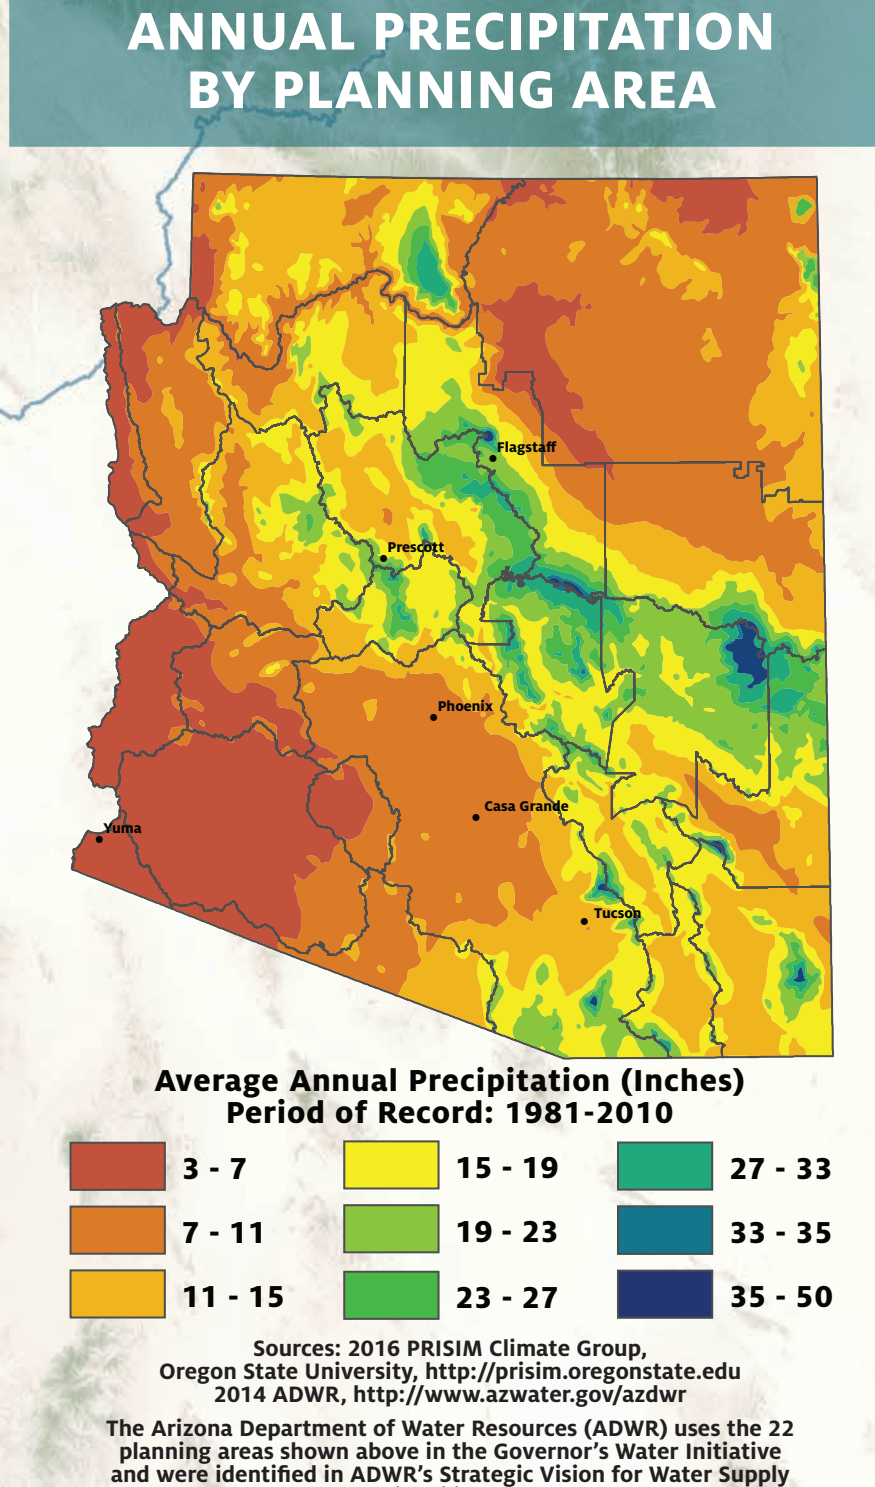 ANNUAL PRECIPITATION
BY PLANNING AREA
Flagstaff
Prescott
Phoenix
Casa Grande
Yuma
Tucson
Average Annual Precipitation (Inches)
Period of Record: 1981-2010
3 - 7
15 - 19
27 - 33
7 - 11
19 - 23
33 - 35
11 - 15
23 - 27
35 - 50
Sources: 2016 PRISIM Climate Group,
Oregon State University, http://prisim.oregonstate.edu
2014 ADWR, http://www.azwater.gov/azdwr
The Arizona Department of Water Resources (ADWR) uses the 22
planning areas shown above in the Governor's Water Initiative
and were identified in ADWR's Strategic Vision for Water Supply